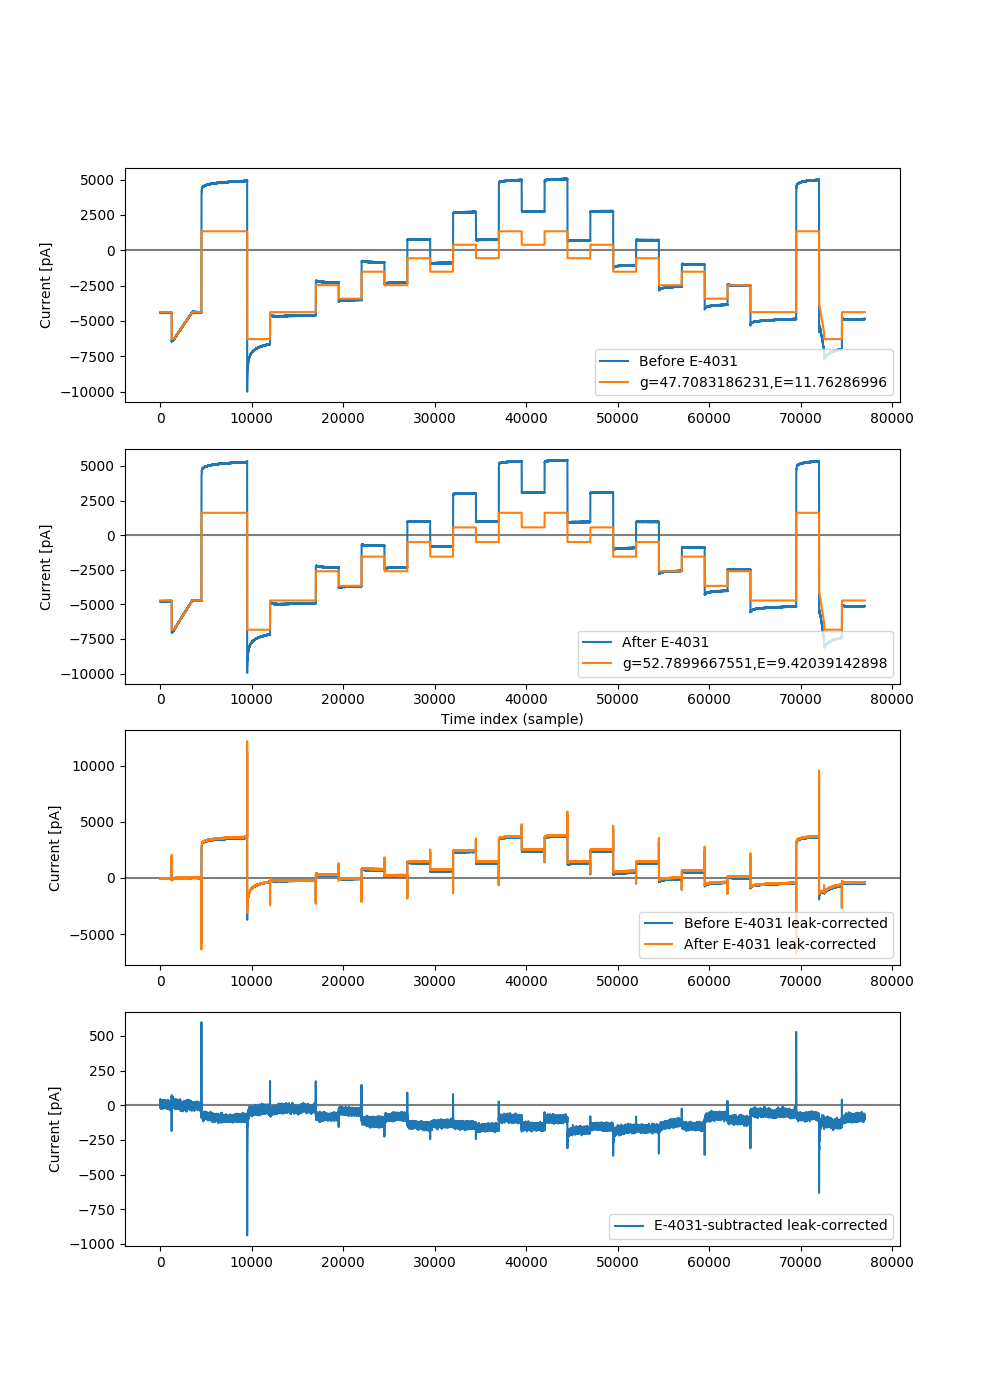 5000
2500
0
−2500
−5000
−7500
−10000
Current [pA]
Before E-4031
g=47.7083186231,E=11.76286996
0 10000 20000 30000 40000 50000 60000 70000 80000
5000
2500
0
−2500
−5000
−7500
−10000
Current [pA]
After E-4031
g=52.7899667551,E=9.42039142898
0 10000 20000 30000 40000 50000 60000 70000 80000
Time index (sample)
10000
5000
0
−5000
Current [pA]
Before E-4031 leak-corrected
After E-4031 leak-corrected
0 10000 20000 30000 40000 50000 60000 70000 80000
500
250
0
−250
−500
−750
−1000
Current [pA]
E-4031-subtracted leak-corrected
0 10000 20000 30000 40000 50000 60000 70000 80000